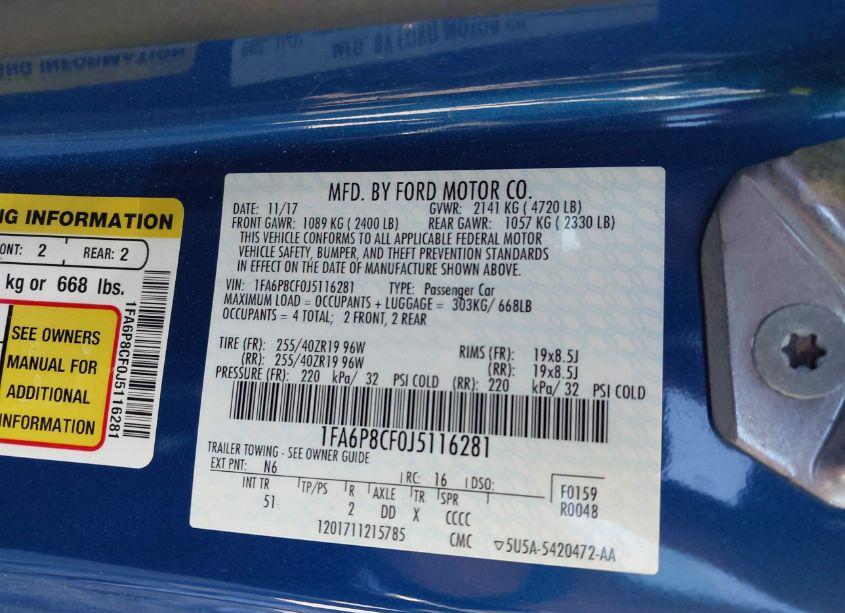 NG INFORMATION
ONT: 2 REAR: 2
kg or 668 lbs.
SEE OWNERS
MANUAL FOR
ADDITIONAL
INFORMATION
1FA6P8CF0J5116281
MFD. BY FORD MOTOR CO.
DATE: 11/17 GVWR: 2141 KG ( 4720 LB)
FRONT GAWR: 1089 KG ( 2400 LB) REAR GAWR: 1057 KG ( 2330 LB)
THIS VEHICLE CONFORMS TO ALL APPLICABLE FEDERAL MOTOR
VEHICLE SAFETY, BUMPER, AND THEFT PREVENTION STANDARDS
IN EFFECT ON THE DATE OF MANUFACTURE SHOWN ABOVE.
VIN: 1FA6P8CF0J5116281 TYPE: Passenger Car
MAXIMUM LOAD = OCCUPANTS + LUGGAGE = 303KG/ 668LB
OCCUPANTS = 4 TOTAL; 2 FRONT, 2 REAR
TIRE (FR): 255/40ZR19 96W RIMS (FR): 19x8.5J
(RR): 255/40ZR19 96W (RR): 19x8.5J
PRESSURE (FR): 220 kPa/ 32 PSI COLD (RR): 220 kPa/ 32 PSI COLD
1FA6P8CF0J5116281
TRAILER TOWING - SEE OWNER GUIDE
EXT PNT: N6 RC: 16 DSO: F0159
INT TR TP/PS R AXLE TR SPR R0048
51 2 DD X CCCC
1201711215785 CMC ▽5U5A-5420472-AA